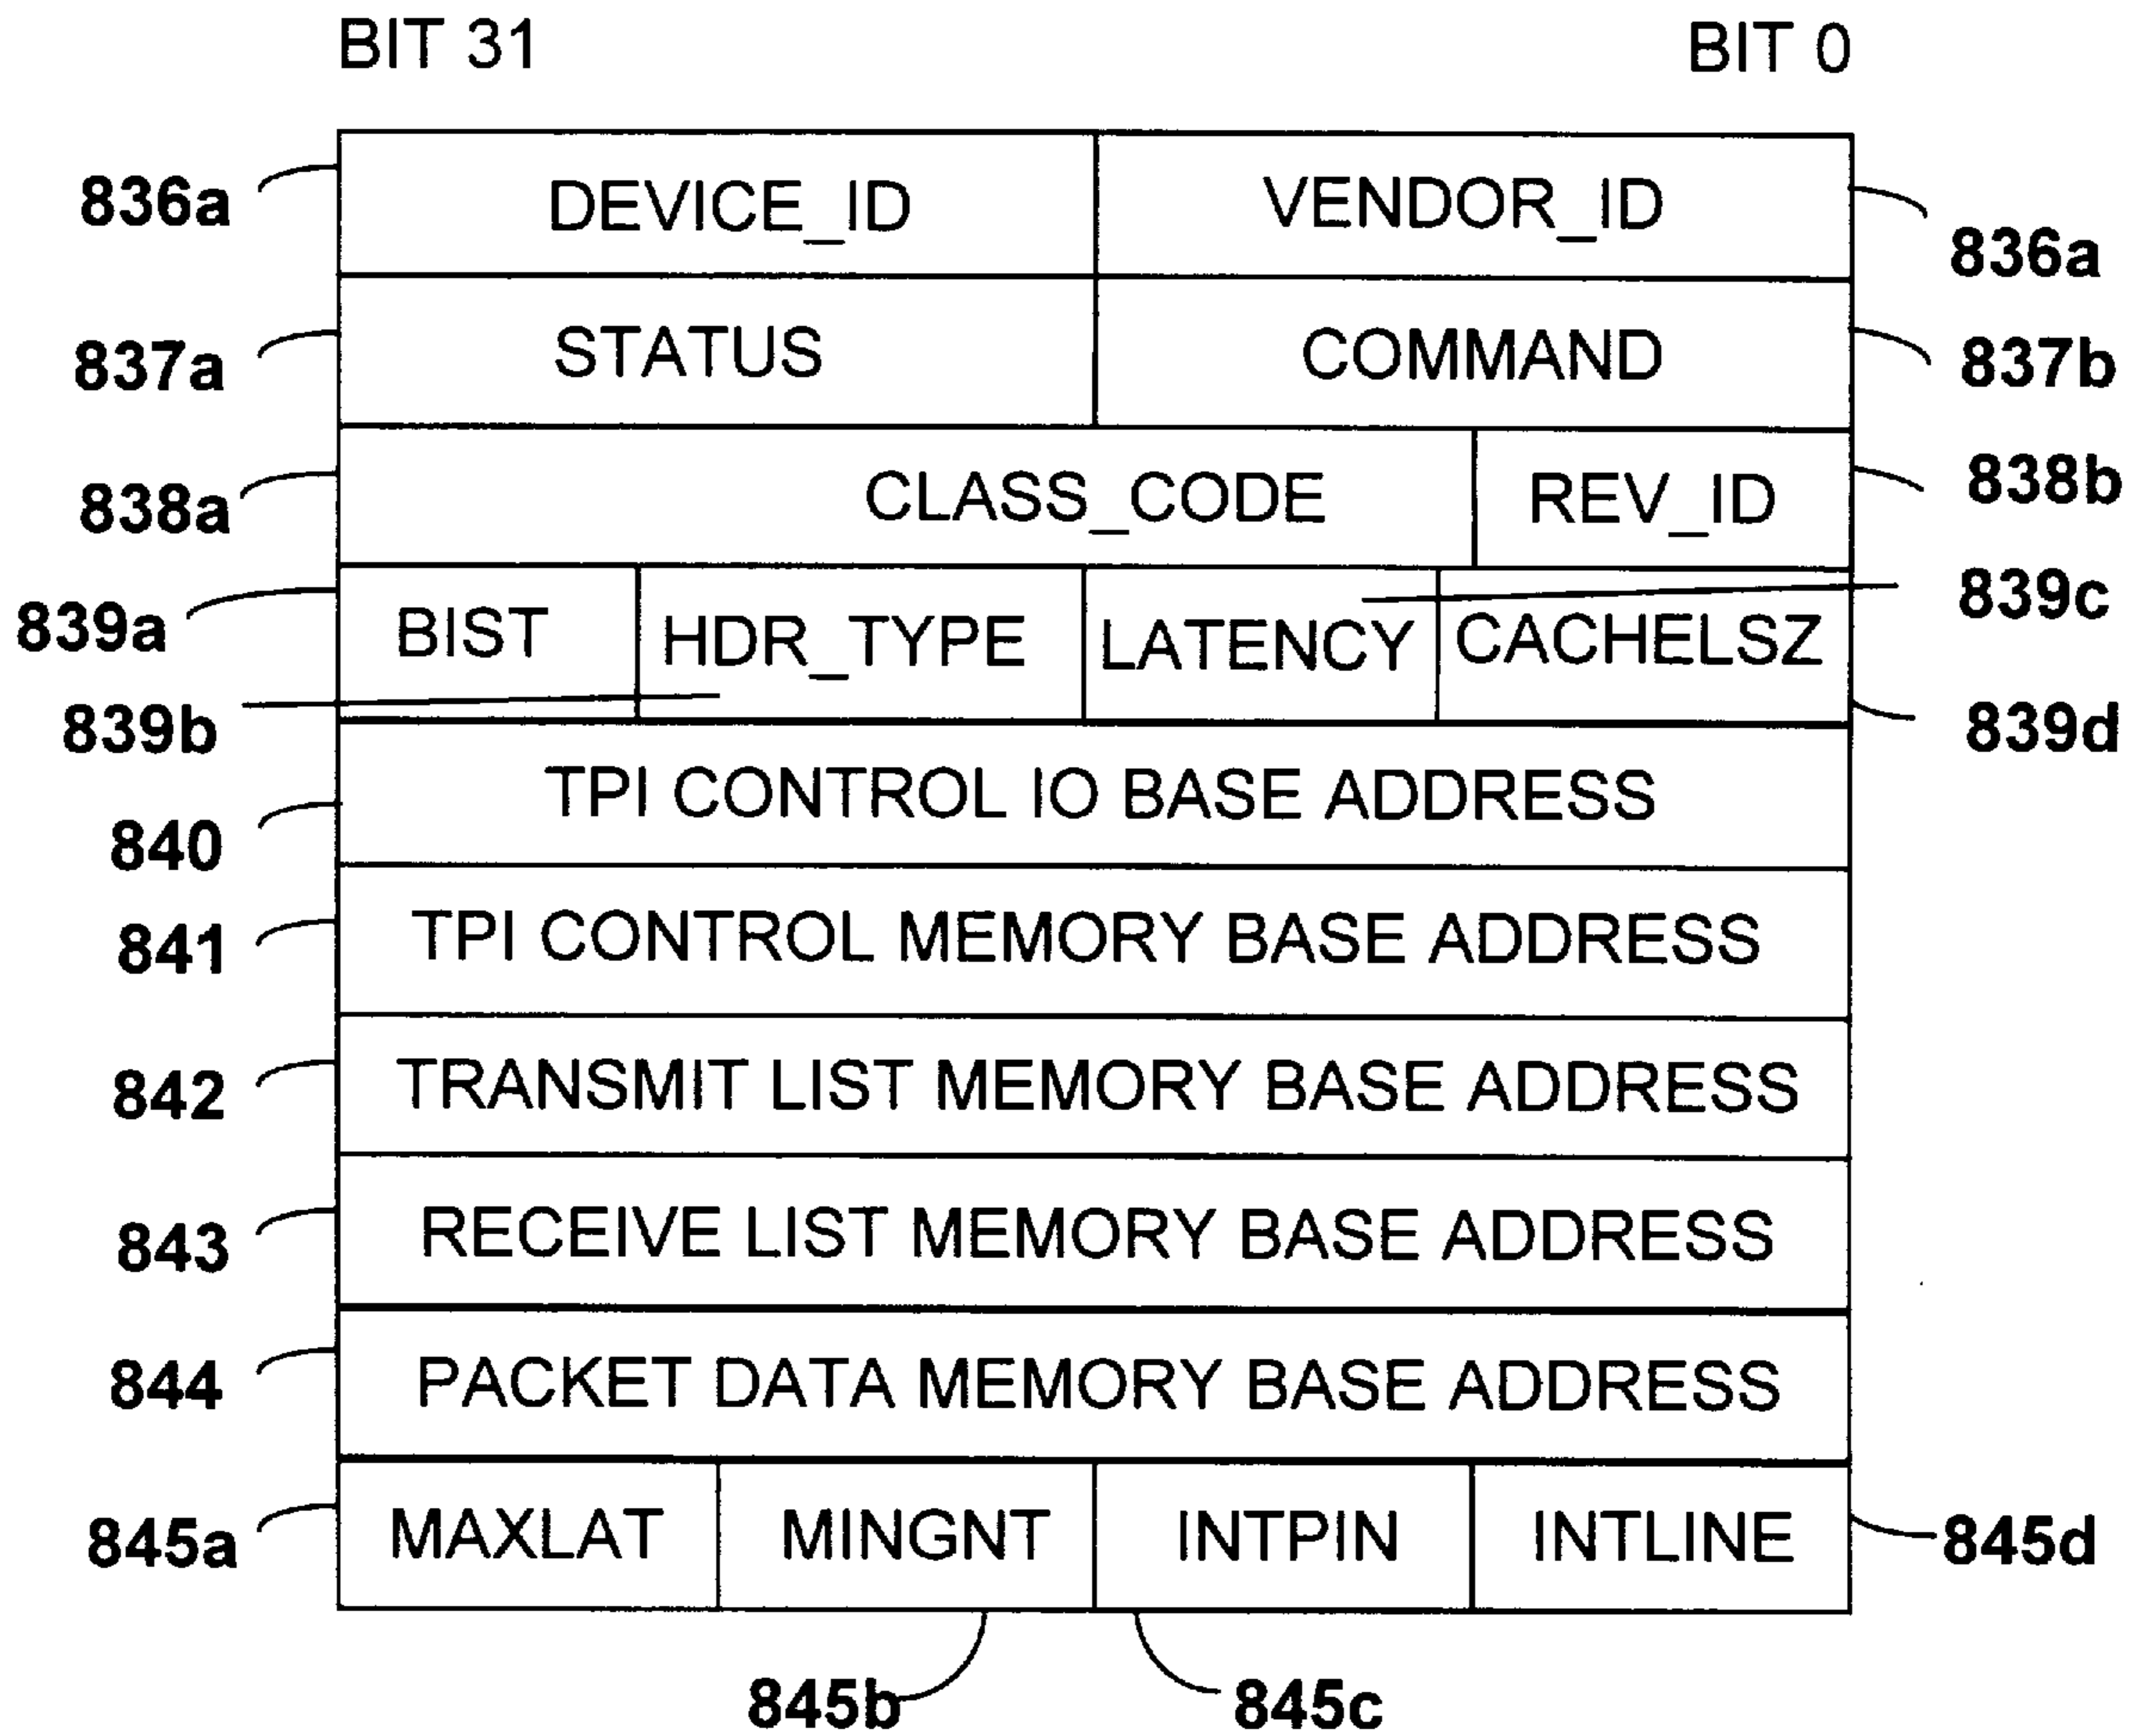 BIT 31 BIT 0
836a DEVICE_ID VENDOR_ID 836a
837a STATUS COMMAND 837b
838a CLASS_CODE REV_ID 838b
839a BIST HDR_TYPE LATENCY CACHELSZ 839c
839b 839d
TPI CONTROL IO BASE ADDRESS
840
841 TPI CONTROL MEMORY BASE ADDRESS
842 TRANSMIT LIST MEMORY BASE ADDRESS
843 RECEIVE LIST MEMORY BASE ADDRESS
844 PACKET DATA MEMORY BASE ADDRESS
845a MAXLAT MINGNT INTPIN INTLINE 845d
845b 845c